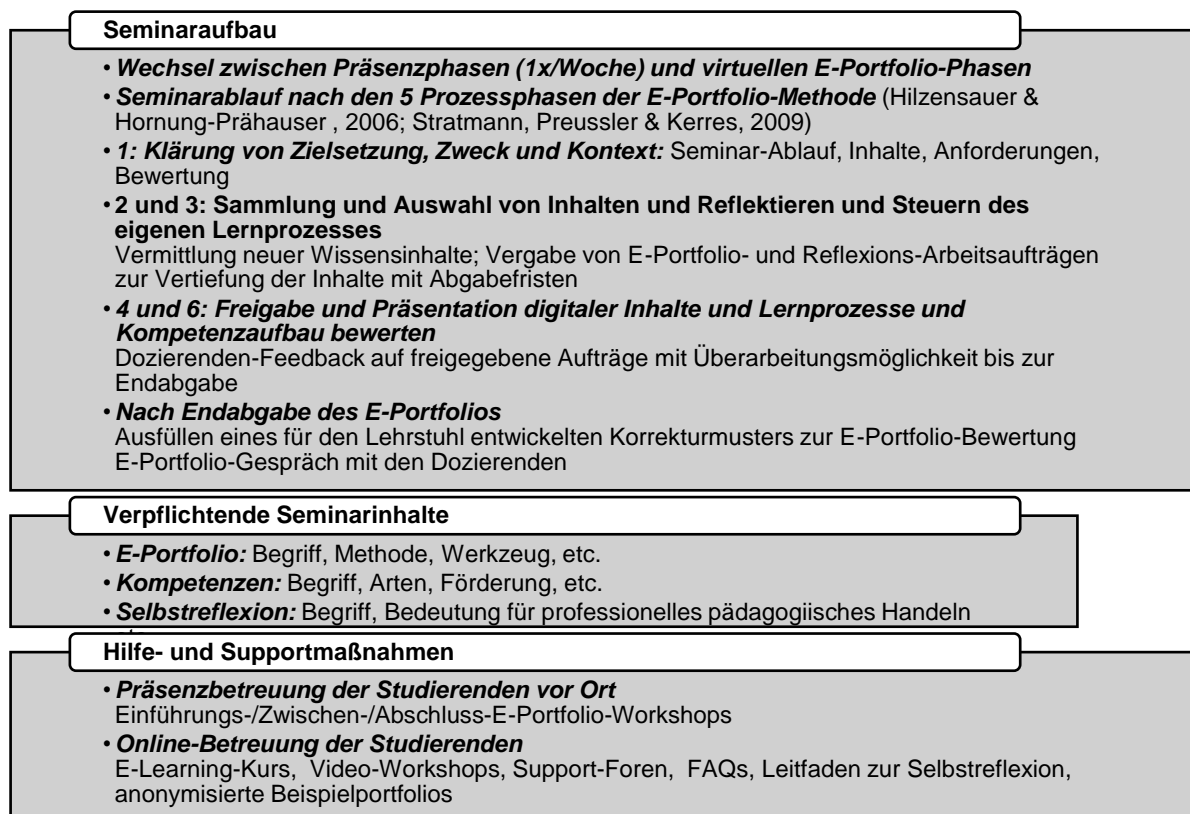 Seminaraufbau
• Wechsel zwischen Präsenzphasen (1x/Woche) und virtuellen E-Portfolio-Phasen
• Seminarablauf nach den 5 Prozessphasen der E-Portfolio-Methode (Hilzensauer &
Hornung-Prähauser , 2006; Stratmann, Preussler & Kerres, 2009)
• 1: Klärung von Zielsetzung, Zweck und Kontext: Seminar-Ablauf, Inhalte, Anforderungen,
Bewertung
• 2 und 3: Sammlung und Auswahl von Inhalten und Reflektieren und Steuern des
eigenen Lernprozesses
Vermittlung neuer Wissensinhalte; Vergabe von E-Portfolio- und Reflexions-Arbeitsaufträgen
zur Vertiefung der Inhalte mit Abgabefristen
• 4 und 6: Freigabe und Präsentation digitaler Inhalte und Lernprozesse und
Kompetenzaufbau bewerten
Dozierenden-Feedback auf freigegebene Aufträge mit Überarbeitungsmöglichkeit bis zur
Endabgabe
• Nach Endabgabe des E-Portfolios
Ausfüllen eines für den Lehrstuhl entwickelten Korrekturmusters zur E-Portfolio-Bewertung
E-Portfolio-Gespräch mit den Dozierenden
Verpflichtende Seminarinhalte
• E-Portfolio: Begriff, Methode, Werkzeug, etc.
• Kompetenzen: Begriff, Arten, Förderung, etc.
• Selbstreflexion: Begriff, Bedeutung für professionelles pädagogiisches Handeln
Hilfe- und Supportmaßnahmen
• Präsenzbetreuung der Studierenden vor Ort
Einführungs-/Zwischen-/Abschluss-E-Portfolio-Workshops
• Online-Betreuung der Studierenden
E-Learning-Kurs, Video-Workshops, Support-Foren, FAQs, Leitfaden zur Selbstreflexion,
anonymisierte Beispielportfolios